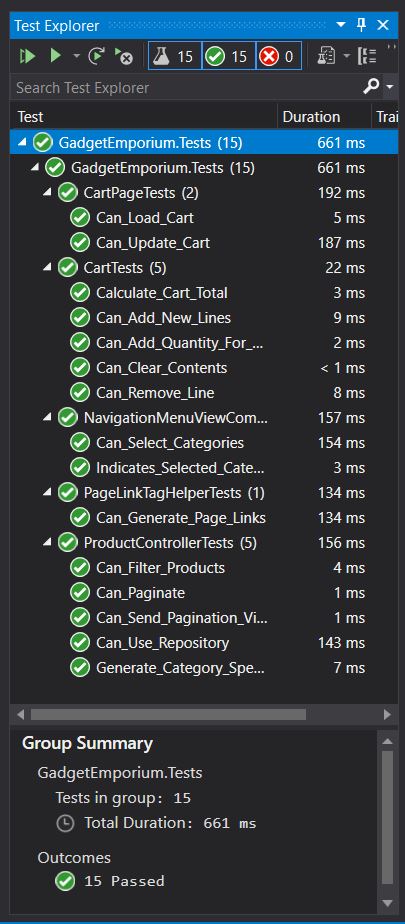 Test Explorer
15 15 0
Search Test Explorer
Test Duration Trai
GadgetEmporium.Tests (15) 661 ms
GadgetEmporium.Tests (15) 661 ms
CartPageTests (2) 192 ms
Can_Load_Cart 5 ms
Can_Update_Cart 187 ms
CartTests (5) 22 ms
Calculate_Cart_Total 3 ms
Can_Add_New_Lines 9 ms
Can_Add_Quantity_For_... 2 ms
Can_Clear_Contents < 1 ms
Can_Remove_Line 8 ms
NavigationMenuViewCom... 157 ms
Can_Select_Categories 154 ms
Indicates_Selected_Cate... 3 ms
PageLinkTagHelperTests (1) 134 ms
Can_Generate_Page_Links 134 ms
ProductControllerTests (5) 156 ms
Can_Filter_Products 4 ms
Can_Paginate 1 ms
Can_Send_Pagination_Vi... 1 ms
Can_Use_Repository 143 ms
Generate_Category_Spe... 7 ms
Group Summary
GadgetEmporium.Tests
Tests in group: 15
Total Duration: 661 ms
Outcomes
15 Passed